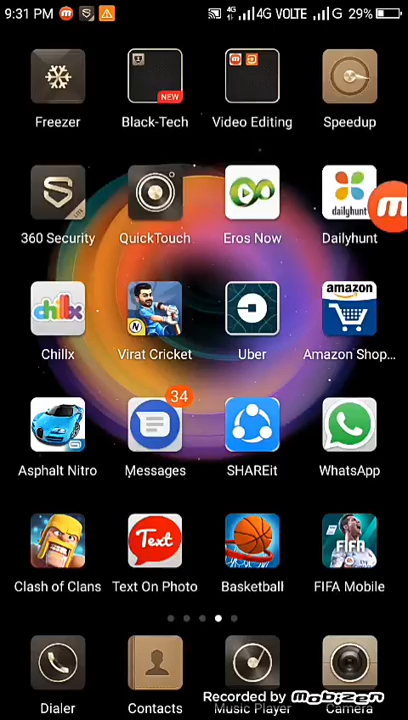 9:31 PM 4G 4G VOLTE G 29%
Freezer Black-Tech Video Editing Speedup
NEW
360 Security QuickTouch Eros Now Dailyhunt
LITE
dailyhunt
Chillx Virat Cricket Uber Amazon Shop...
chillx
amazon
34
Asphalt Nitro Messages SHAREit WhatsApp
Clash of Clans Text On Photo Basketball FIFA Mobile
Text
FIFA
Recorded by Mobizen
Dialer Contacts Music Player Camera